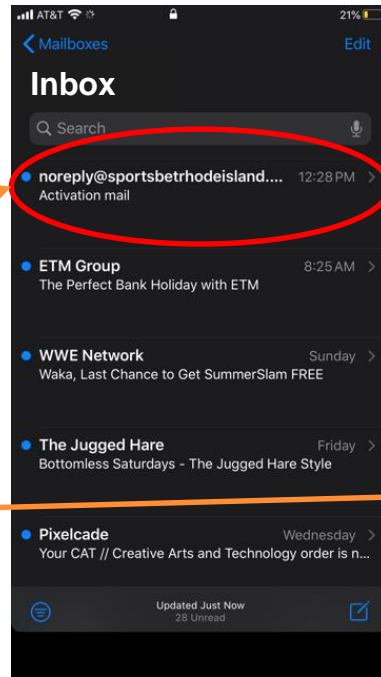 AT&T 21%
Mailboxes Edit
Inbox
Search
noreply@sportsbetrhodeisland.... 12:28 PM
Activation mail
ETM Group 8:25 AM
The Perfect Bank Holiday with ETM
WWE Network Sunday
Waka, Last Chance to Get SummerSlam FREE
The Jugged Hare Friday
Bottomless Saturdays - The Jugged Hare Style
Pixelcade Wednesday
Your CAT // Creative Arts and Technology order is n...
Updated Just Now
28 Unread